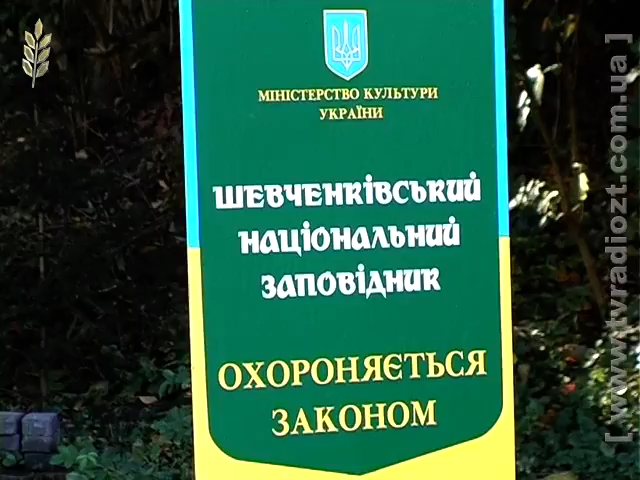 МІНІСТЕРСТВО КУЛЬТУРИ
УКРАЇНИ
ШЕВЧЕНКІВСЬКИЙ
НАЦІОНАЛЬНИЙ
ЗАПОВІДНИК
ОХОРОНЯЄТЬСЯ
ЗАКОНОМ
[ www.tvradiozt.com.ua ]